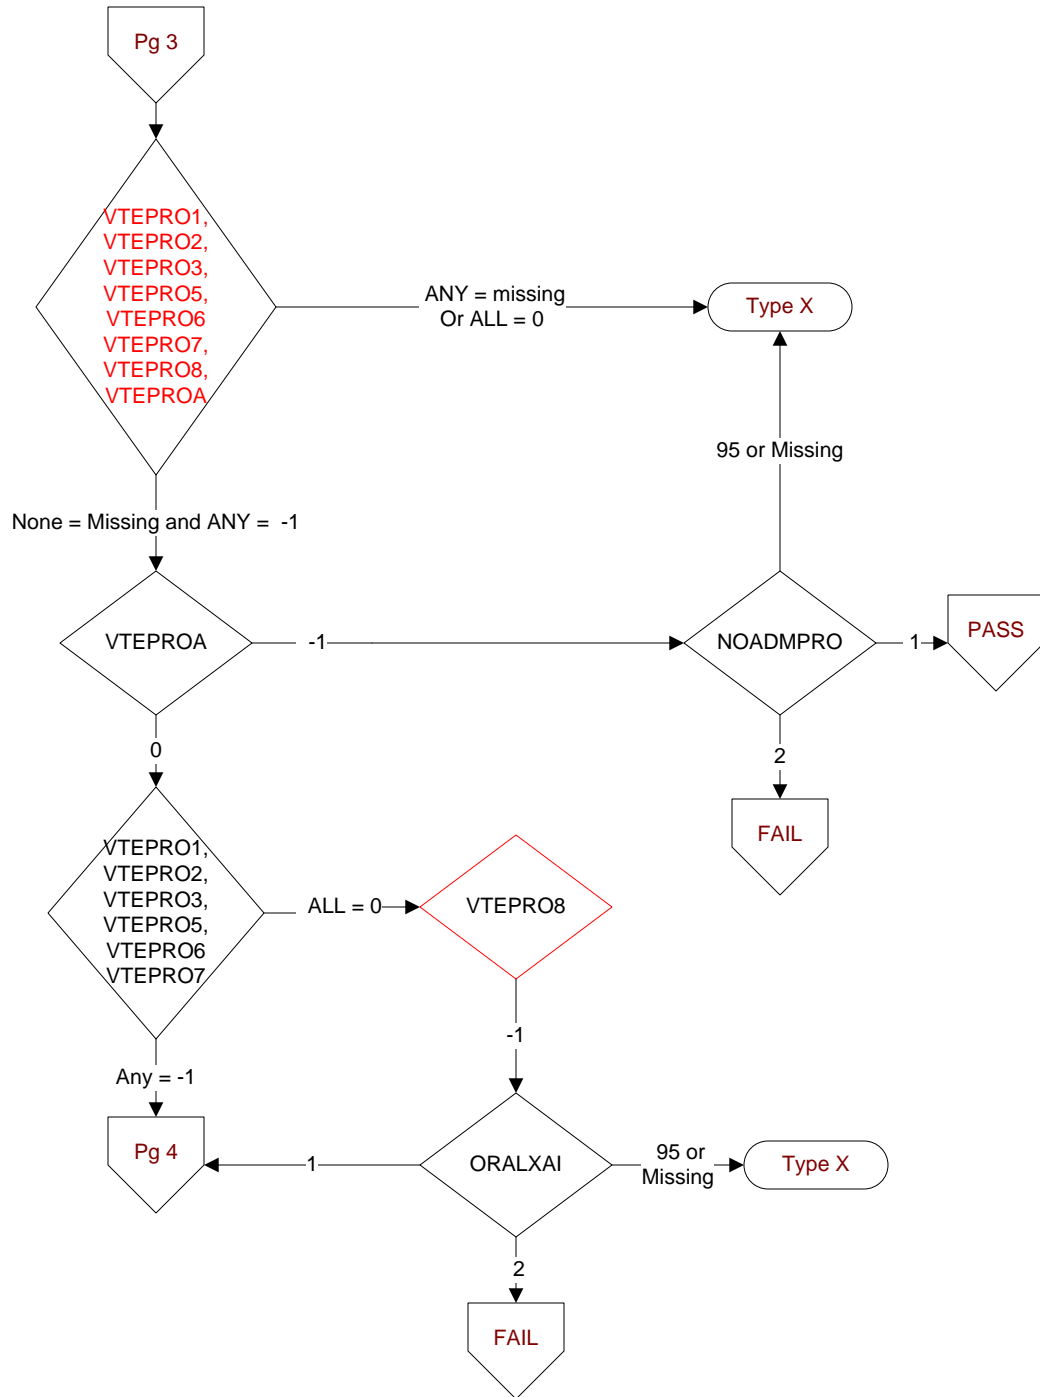 Pg 3
VTEPRO1,
VTEPRO2,
VTEPRO3,
VTEPRO5,
VTEPRO6
VTEPRO7,
VTEPRO8,
VTEPROA
ANY = missing
Or ALL = 0
Type X
95 or Missing
None = Missing and ANY =  -1
VTEPROA
-1
NOADMPRO
1
PASS
0
2
FAIL
VTEPRO1,
VTEPRO2,
VTEPRO3,
VTEPRO5,
VTEPRO6
VTEPRO7
ALL = 0
VTEPRO8
-1
Any = -1
Pg 4
1
ORALXAI
95 or
Missing
Type X
2
FAIL